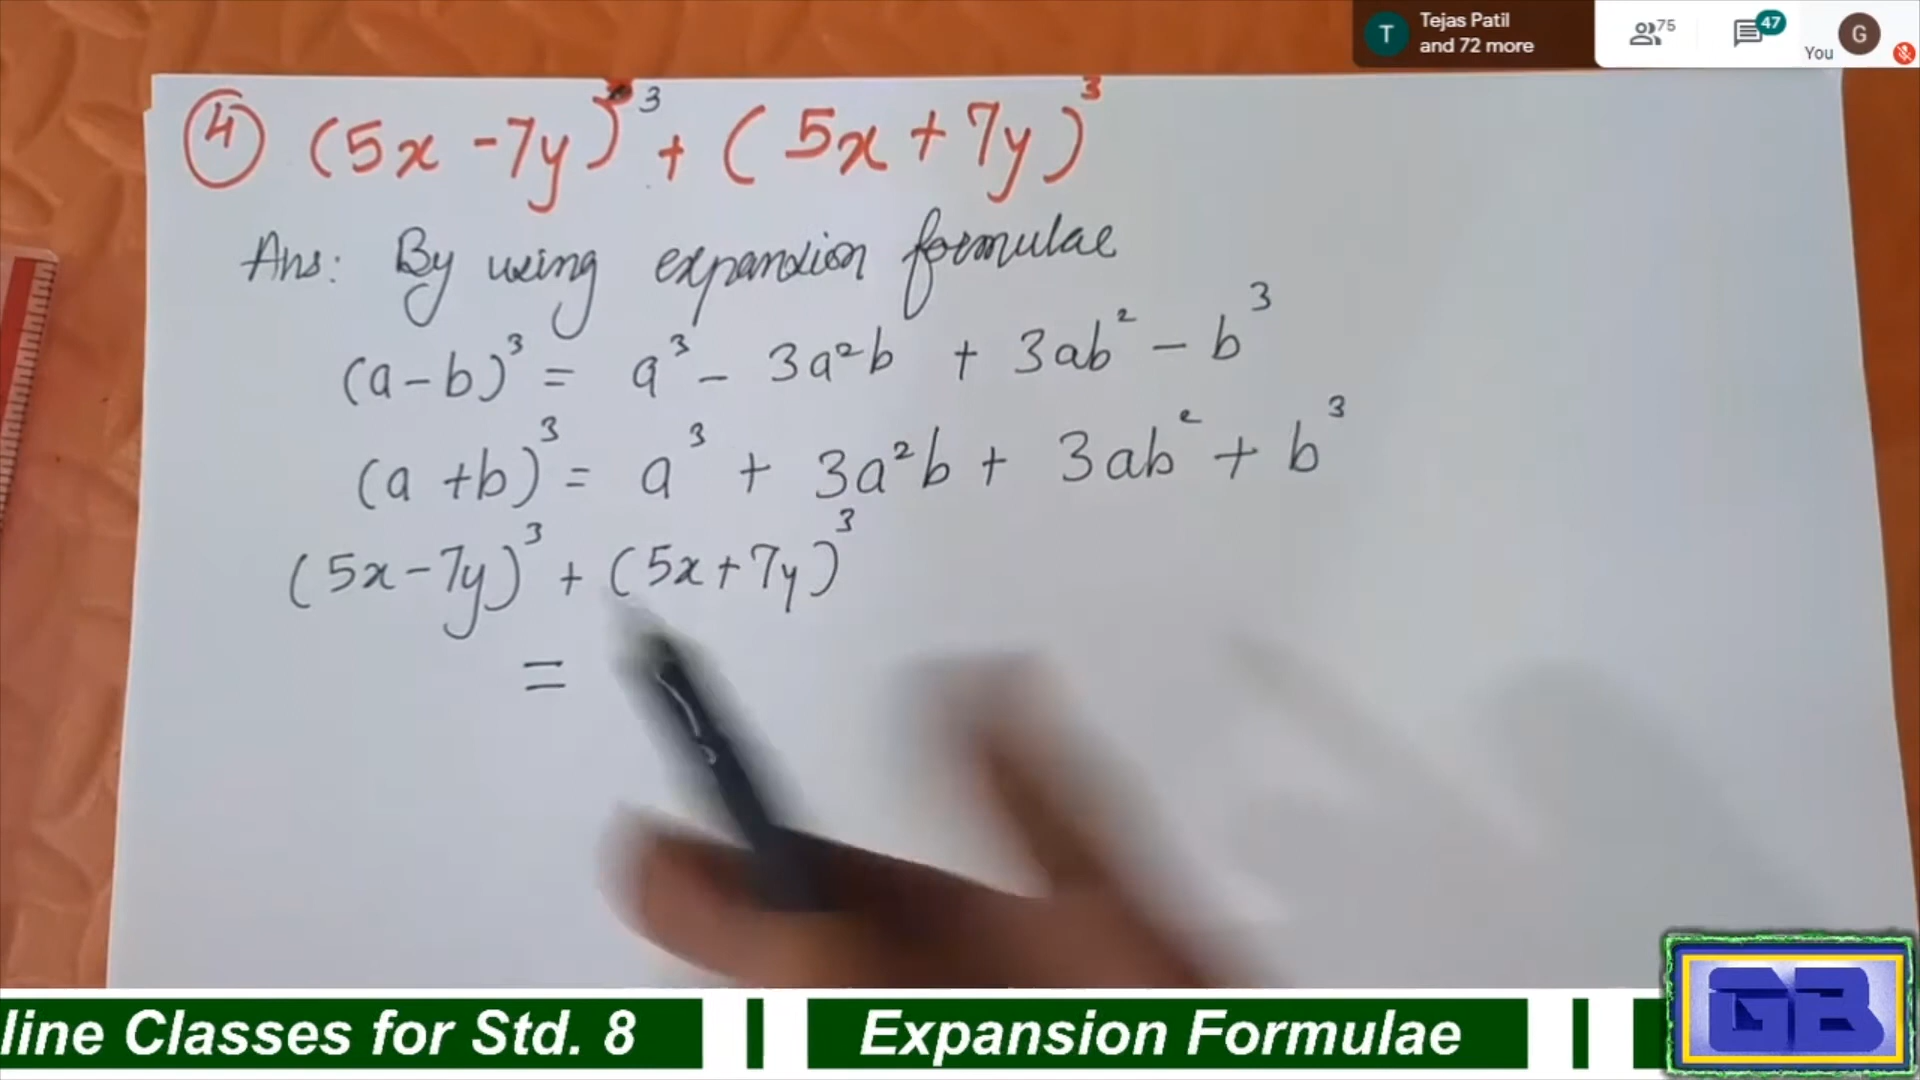 Tejas Patil
and 72 more
75
47
You
G
T
④ (5x - 7y)³ + (5x + 7y)³
Ans: By using expansion formulae
(a - b)³ = a³ - 3a²b + 3ab² - b³
(a + b)³ = a³ + 3a²b + 3ab² + b³
(5x - 7y)³ + (5x + 7y)³
=
line Classes for Std. 8 | Expansion Formulae |
GB